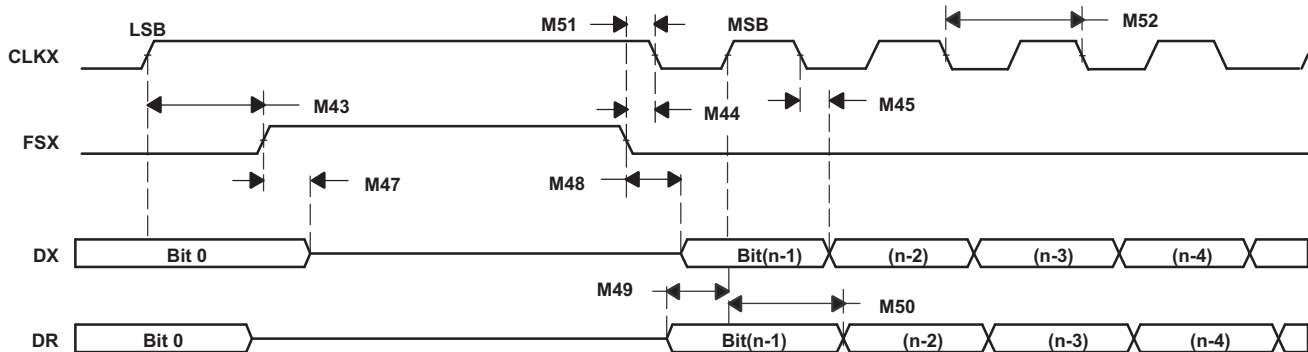 LSB M51 MSB M52
CLKX
M43 M44 M45
FSX
M47 M48
DX Bit 0 Bit(n-1) (n-2) (n-3) (n-4)
M49 M50
DR Bit 0 Bit(n-1) (n-2) (n-3) (n-4)